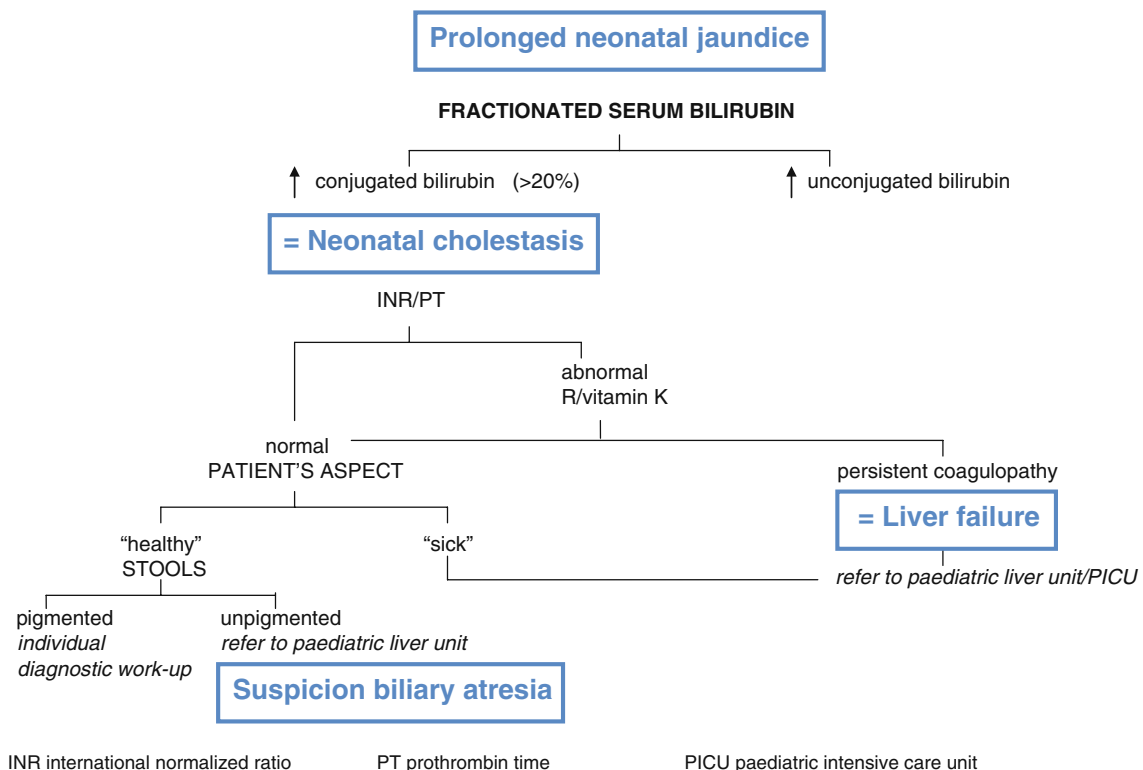 Prolonged neonatal jaundice
FRACTIONATED SERUM BILIRUBIN
conjugated bilirubin (>20%)
unconjugated bilirubin
= Neonatal cholestasis
INR/PT
abnormal
R/vitamin K
normal
PATIENT'S ASPECT
persistent coagulopathy
= Liver failure
refer to paediatric liver unit/PICU
“healthy”
STOOLS
“sick”
pigmented
individual
diagnostic work-up
unpigmented
refer to paediatric liver unit
Suspicion biliary atresia
INR international normalized ratio
PT prothrombin time
PICU paediatric intensive care unit